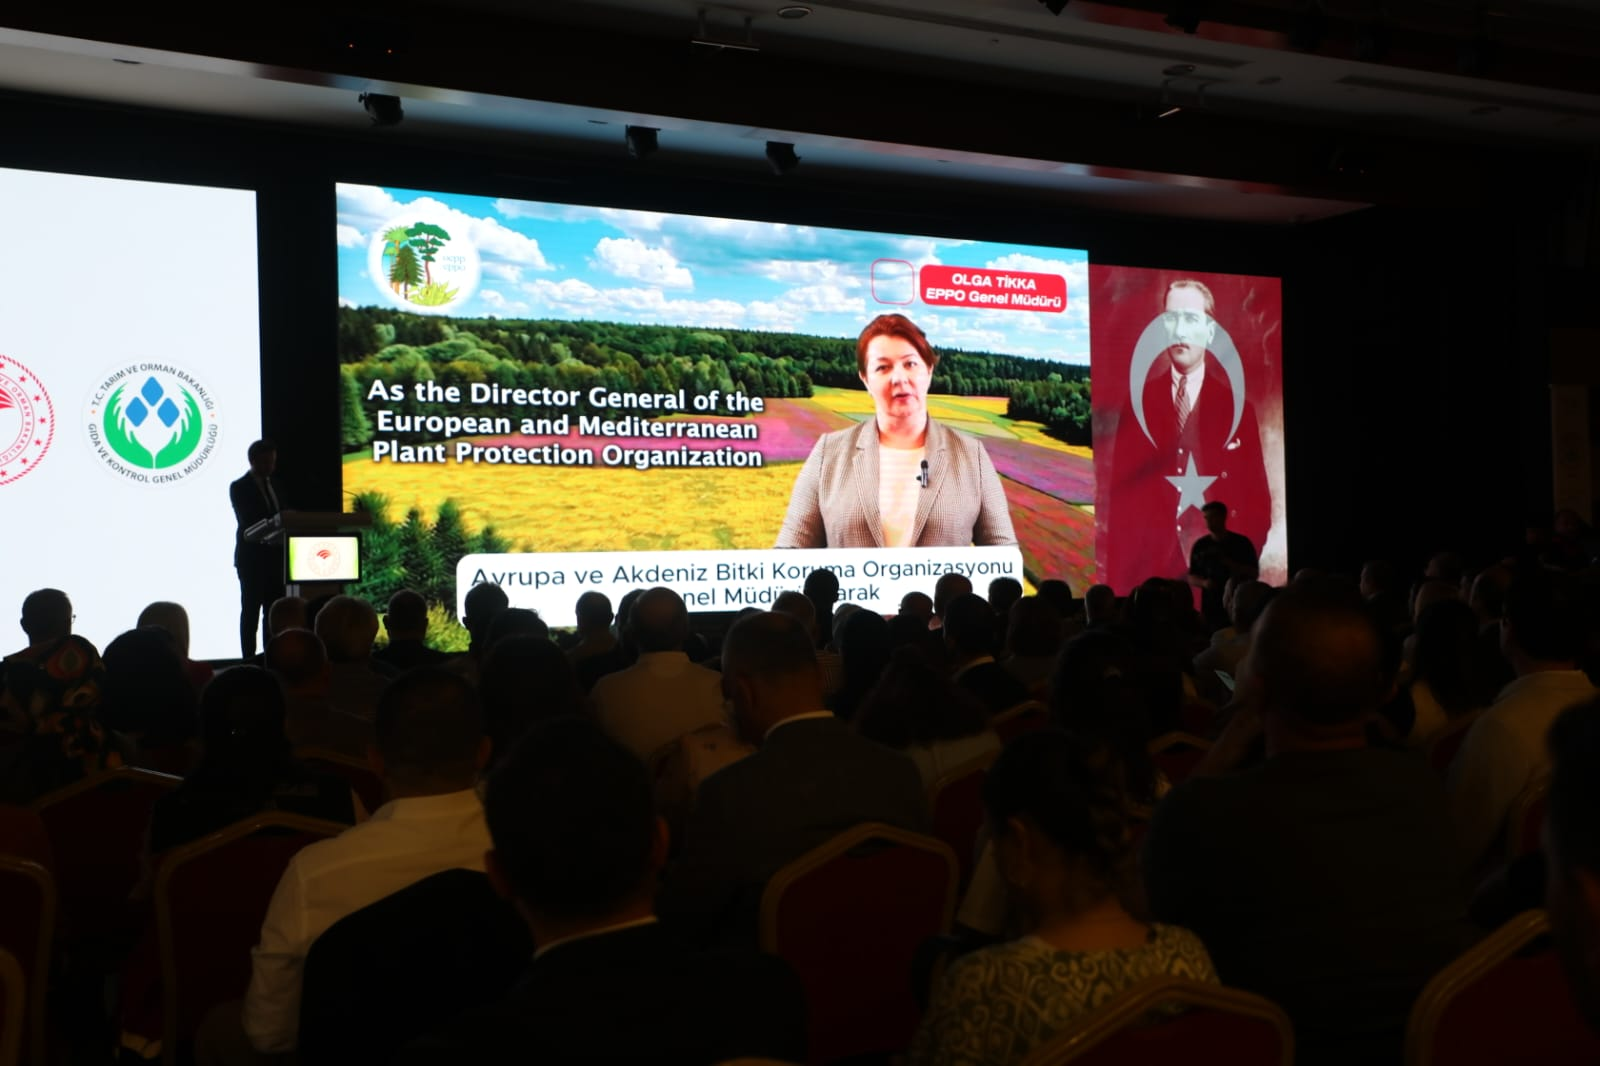 OLGA TİKKA
EPPO Genel Müdürü
As the Director General of the
European and Mediterranean
Plant Protection Organization
Avrupa ve Akdeniz Bitki Koruma Organizasyonu
T.C. TARIM VE ORMAN BAKANLIĞI
GIDA VE KONTROL GENEL MÜDÜRLÜĞÜ